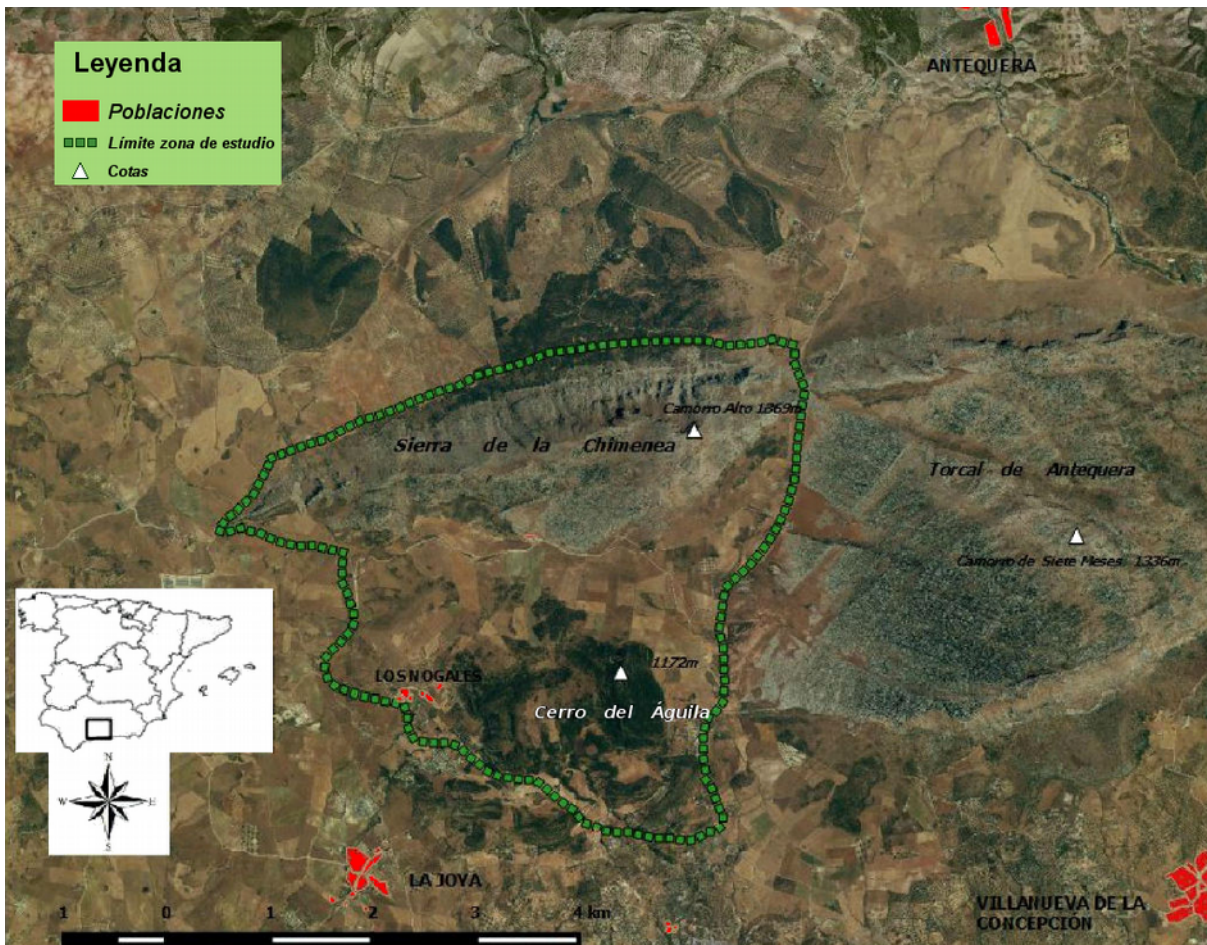 ANTEQUERA
Leyenda
Poblaciones
Límite zona de estudio
Cotas
Camorro Alto 1369m
Sierra de la Chimenea
Torcal de Antequera
Camorro de Siete Meses 1336m
1172m
LOS NOGALES
Cerro del Águila
N
W E
S
LA JOYA
VILLANUEVA DE LA
CONCEPCIÓN
1 0 1 2 3 4 km